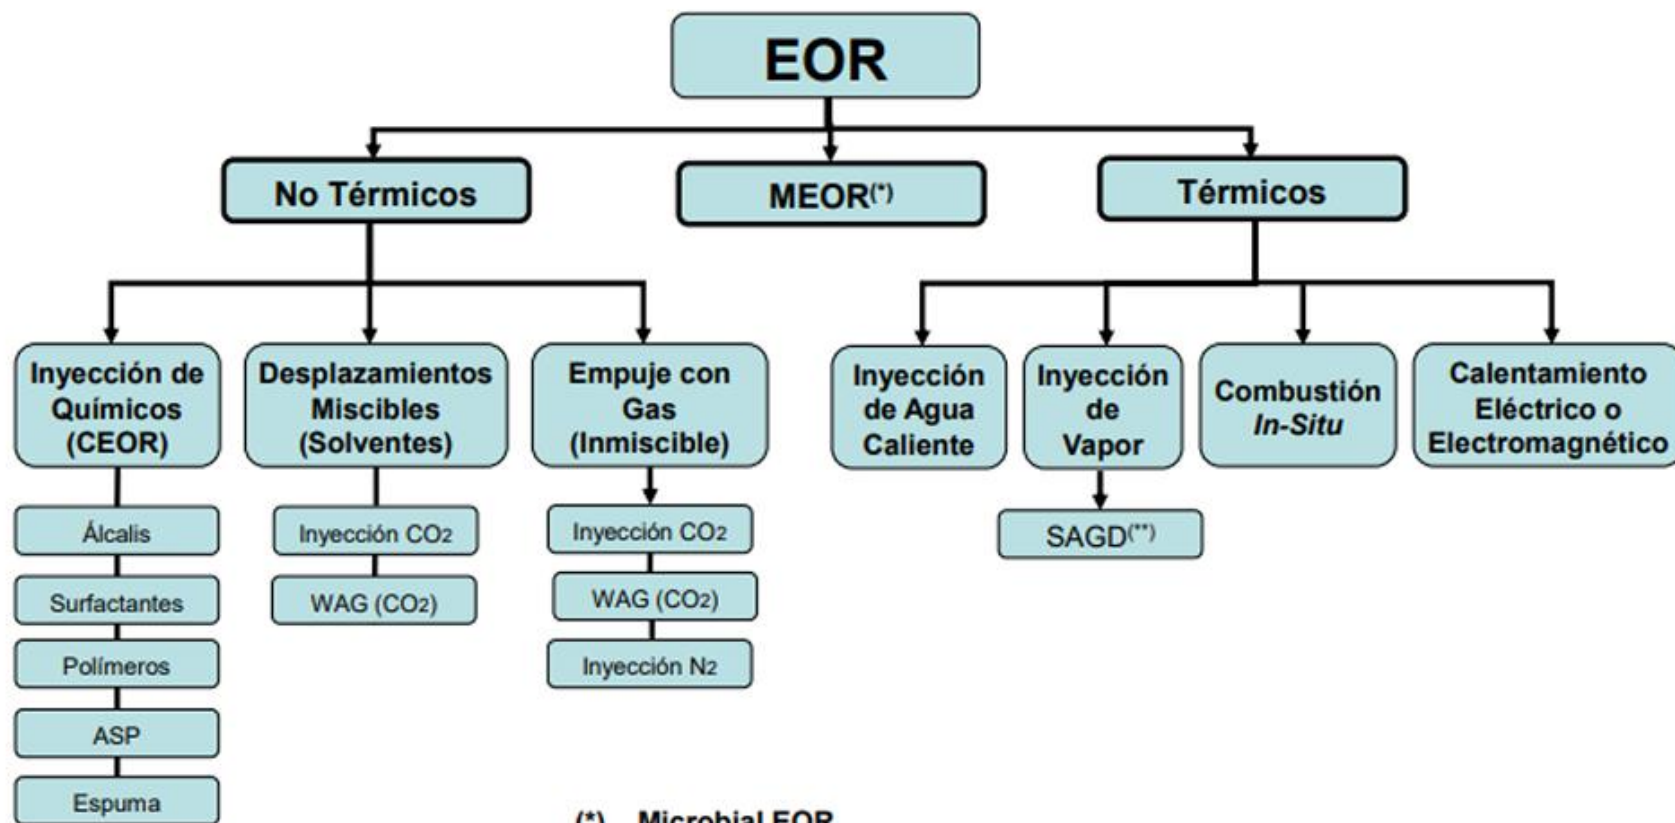 EOR
No Térmicos
MEOR(*)
Térmicos
Inyección de
Químicos
(CEOR)
Desplazamientos
Miscibles
(Solventes)
Empuje con
Gas
(Inmiscible)
Inyección
de Agua
Caliente
Inyección
de
Vapor
Combustión
In-Situ
Calentamiento
Eléctrico o
Electromagnético
Álcalis
Surfactantes
Polímeros
ASP
Espuma
Inyección CO2
WAG (CO2)
Inyección CO2
WAG (CO2)
Inyección N2
SAGD(**)
(*) Microbial EOR